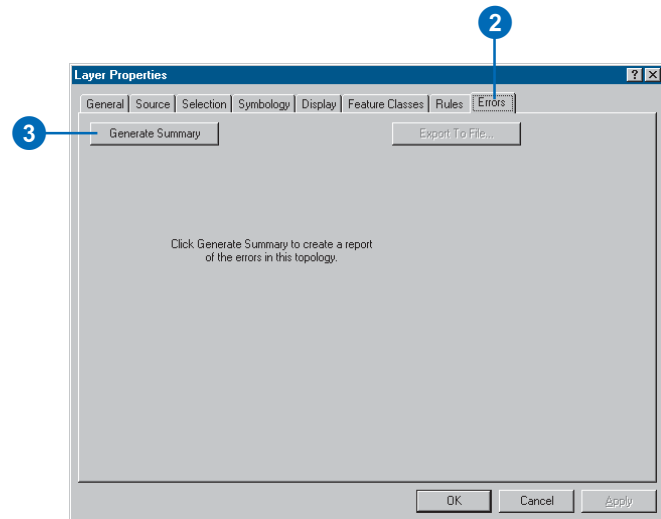 2
Layer Properties
? X
General Source Selection Symbology Display Feature Classes Rules Errors
3
Generate Summary Export To File...
Click Generate Summary to create a report
of the errors in this topology.
OK Cancel Apply